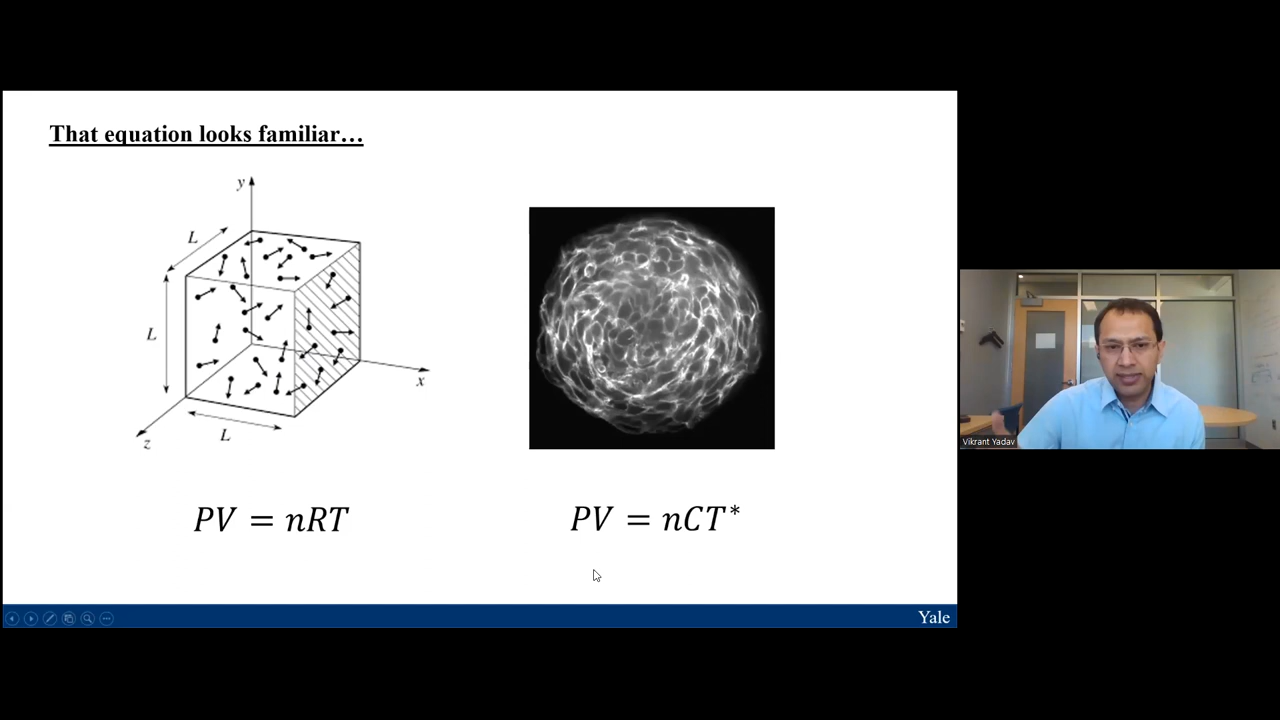 That equation looks familiar…
y
L
L
x
L
z
PV = nRT
PV = nCT*
Yale
Vikrant Yadav